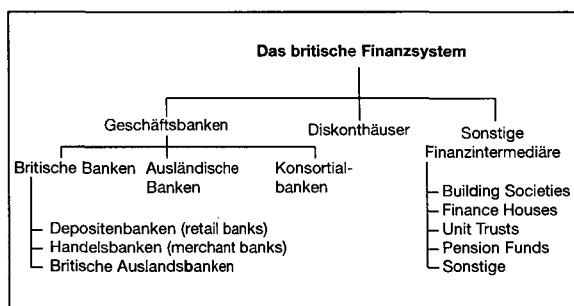 Das britische Finanzsystem
Geschäftsbanken
Diskonthäuser
Sonstige
Finanzintermediäre
Britische Banken
Ausländische
Banken
Konsortial-
banken
Depositenbanken (retail banks)
Handelsbanken (merchant banks)
Britische Auslandsbanken
Building Societies
Finance Houses
Unit Trusts
Pension Funds
Sonstige